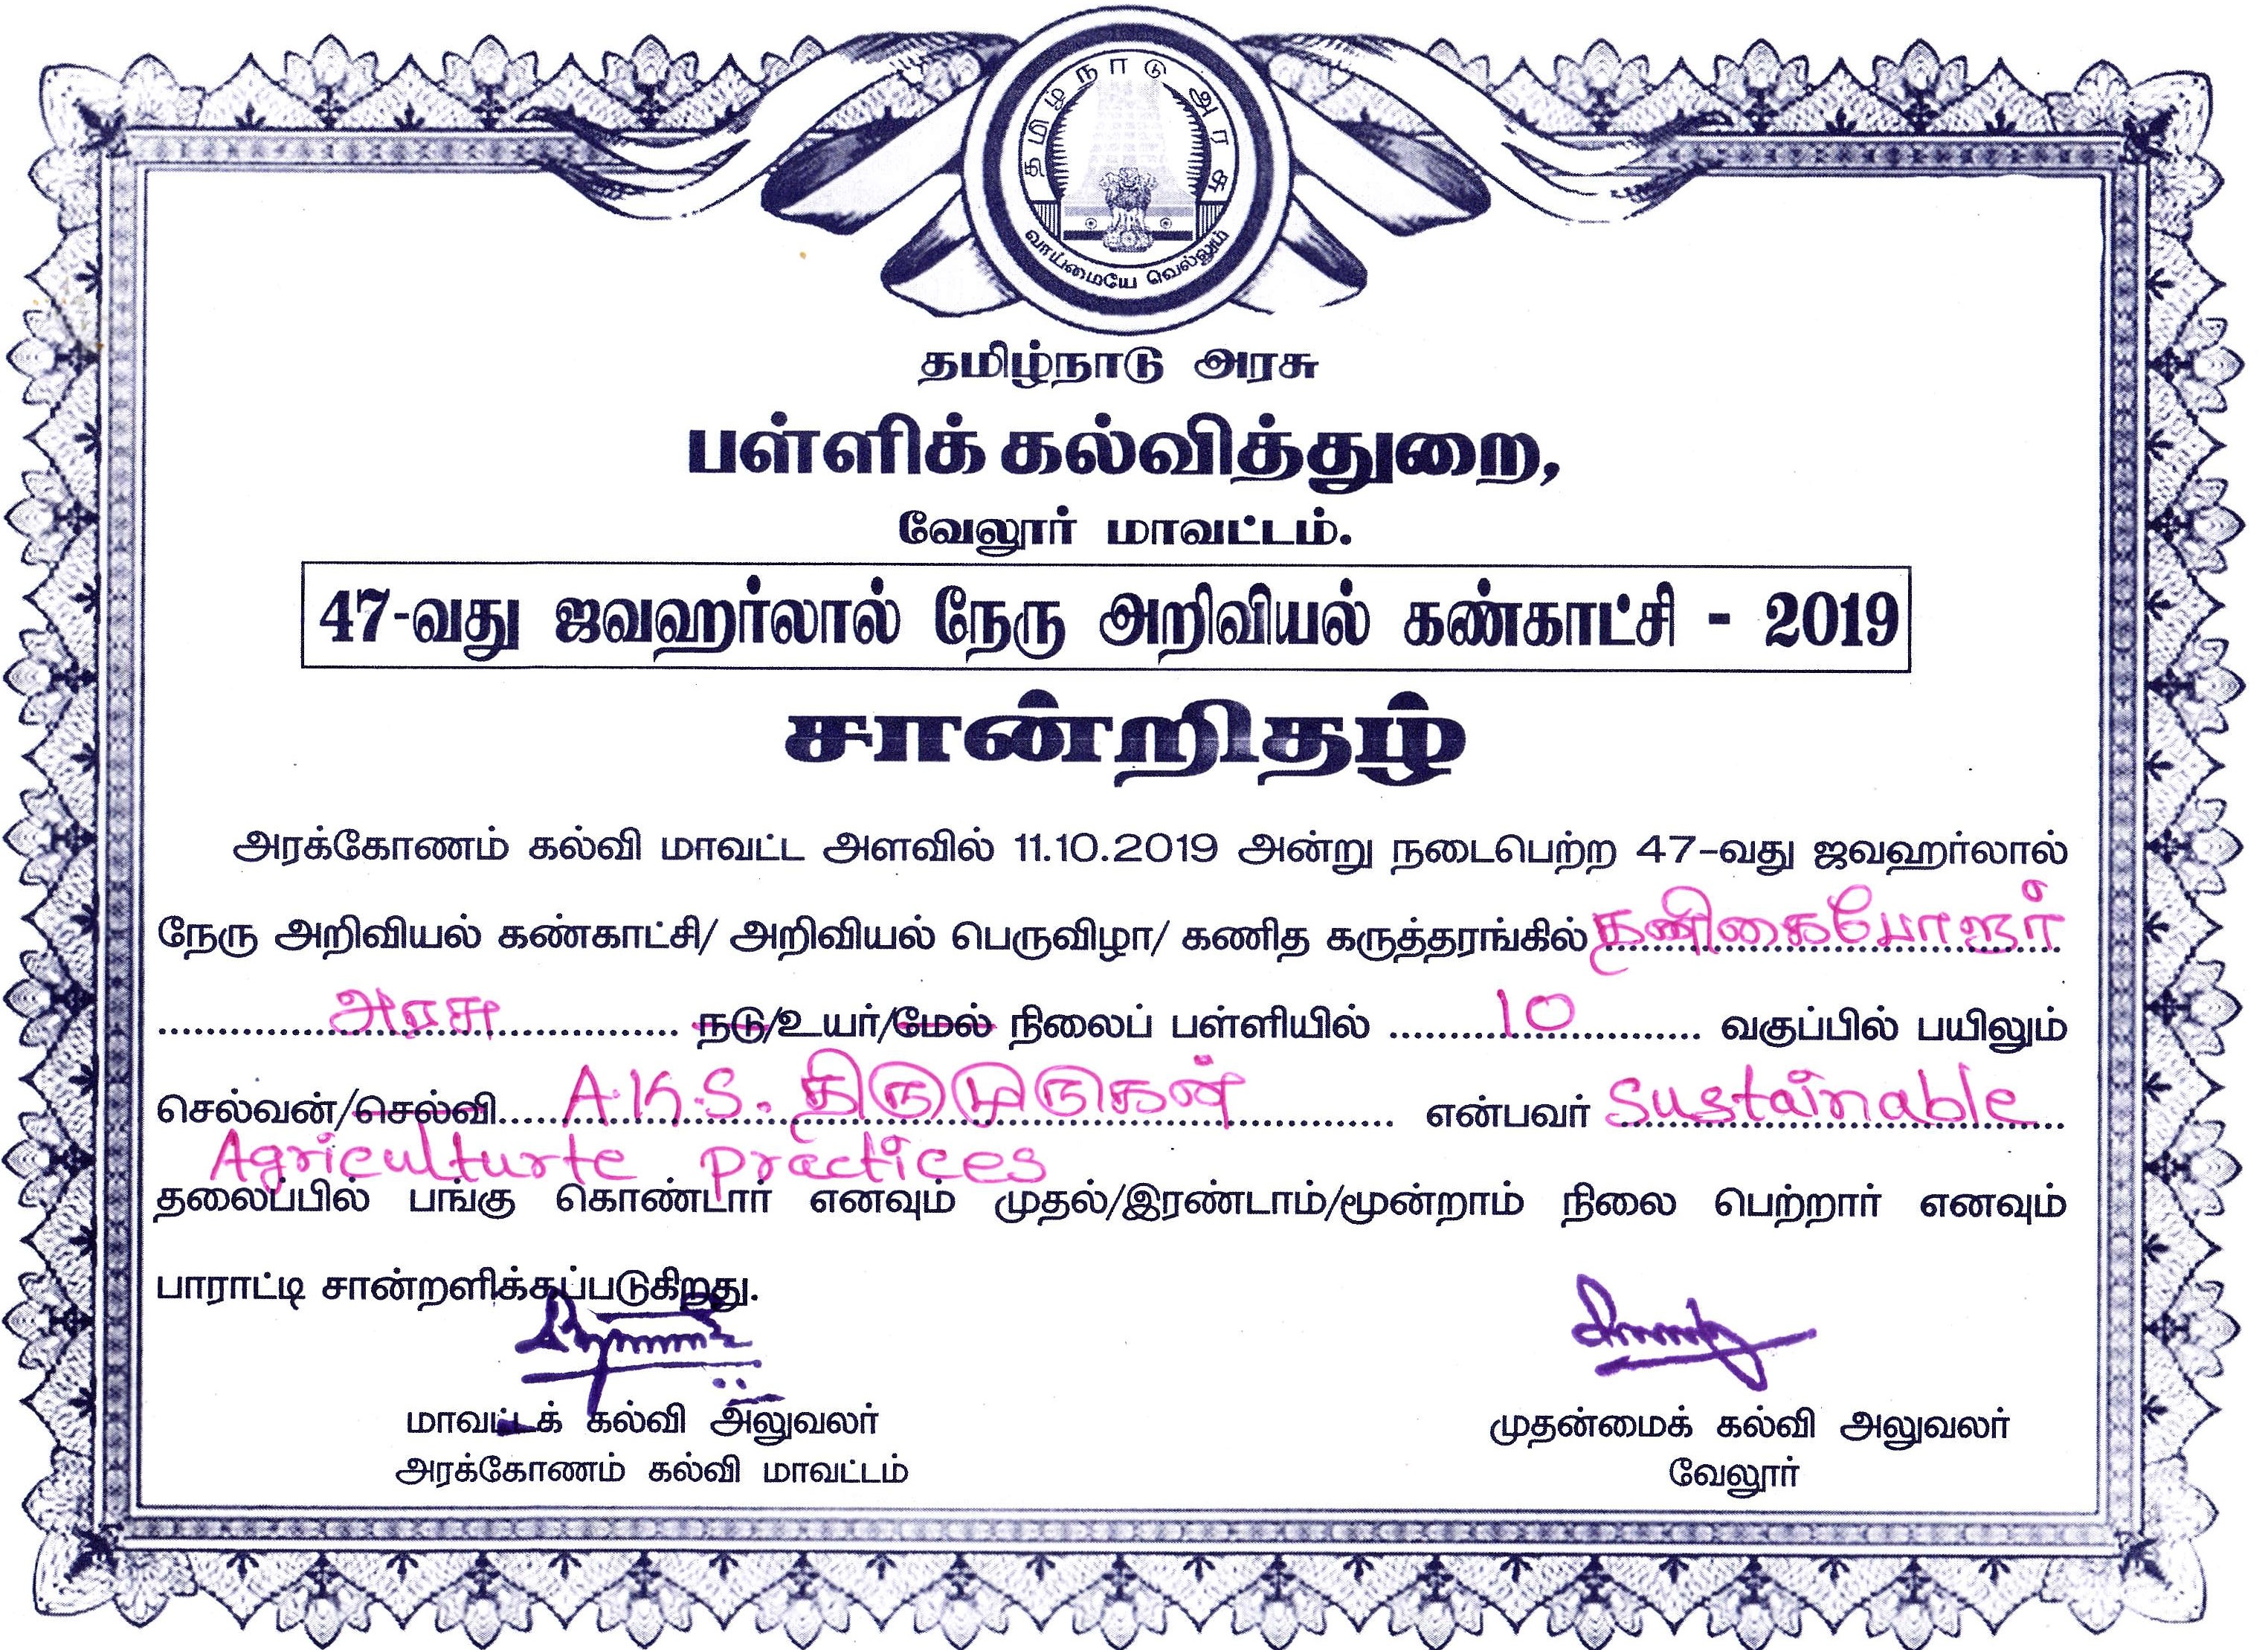 தமிழ்நாடு அரசு
வாய்மையே வெல்லும்
தமிழ்நாடு அரசு
பள்ளிக் கல்வித்துறை,
வேலூர் மாவட்டம்.
47-வது ஜவஹர்லால் நேரு அறிவியல் கண்காட்சி - 2019
சான்றிதழ்
அரக்கோணம் கல்வி மாவட்ட அளவில் 11.10.2019 அன்று நடைபெற்ற 47-வது ஜவஹர்லால்
நேரு அறிவியல் கண்காட்சி/ அறிவியல் பெருவிழா/ கணித கருத்தரங்கில் தணிகைபோளூர்
அரசு நடு/உயர்/மேல் நிலைப் பள்ளியில் 10 வகுப்பில் பயிலும்
செல்வன்/செல்வி A.K.S. திருமுருகன் என்பவர் Sustainable
Agriculturte practices
தலைப்பில் பங்கு கொண்டார் எனவும் முதல்/இரண்டாம்/மூன்றாம் நிலை பெற்றார் எனவும்
பாராட்டி சான்றளிக்கப்படுகிறது.
மாவட்டக் கல்வி அலுவலர்
அரக்கோணம் கல்வி மாவட்டம்
முதன்மைக் கல்வி அலுவலர்
வேலூர்